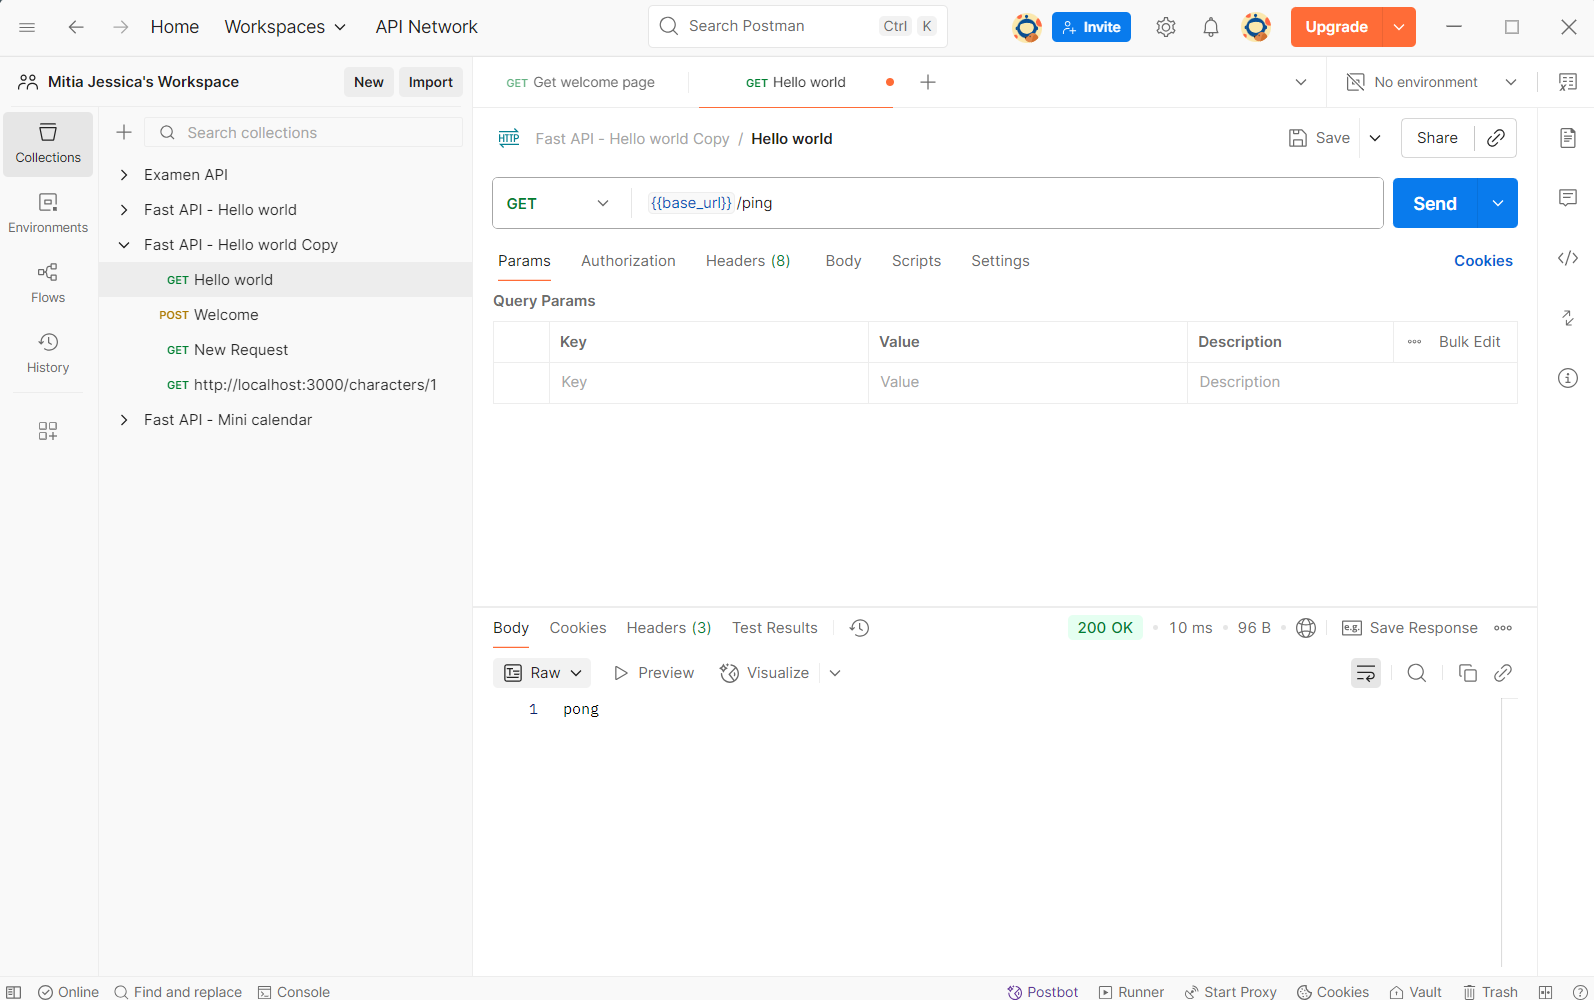 Home Workspaces API Network Search Postman Ctrl K Invite Upgrade
Mitia Jessica's Workspace New Import
GET Get welcome page GET Hello world No environment
Collections
Environments
Flows
History
Search collections
Examen API
Fast API - Hello world
Fast API - Hello world Copy
GET Hello world
POST Welcome
GET New Request
GET http://localhost:3000/characters/1
Fast API - Mini calendar
HTTP Fast API - Hello world Copy / Hello world Save Share
GET {{base_url}} /ping Send
Params Authorization Headers (8) Body Scripts Settings Cookies
Query Params
Key Value Description Bulk Edit
Key Value Description
Body Cookies Headers (3) Test Results 200 OK 10 ms 96 B e.g. Save Response
Raw Preview Visualize
1 pong
Online Find and replace Console Postbot Runner Start Proxy Cookies Vault Trash